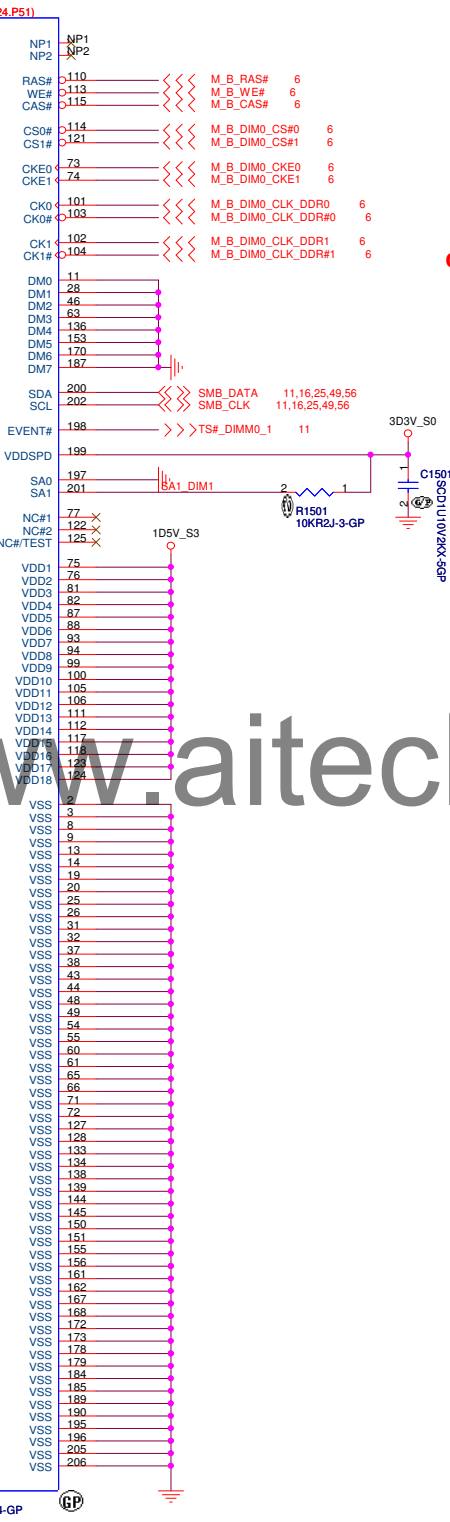 24.P51)
NP1 NP1
NP2 NP2
RAS# 110 M_B_RAS# 6
WE# 113 M_B_WE# 6
CAS# 115 M_B_CAS# 6
CS0# 114 M_B_DIM0_CS#0 6
CS1# 121 M_B_DIM0_CS#1 6
CKE0 73 M_B_DIM0_CKE0 6
CKE1 74 M_B_DIM0_CKE1 6
CK0 101 M_B_DIM0_CLK_DDR0 6
CK0# 103 M_B_DIM0_CLK_DDR#0 6
CK1 102 M_B_DIM0_CLK_DDR1 6
CK1# 104 M_B_DIM0_CLK_DDR#1 6
DM0 11
DM1 28
DM2 46
DM3 63
DM4 136
DM5 153
DM6 170
DM7 187
SDA 200 SMB_DATA 11,16,25,49,56
SCL 202 SMB_CLK 11,16,25,49,56
EVENT# 198 TS#_DIMM0_1 11
3D3V_S0
VDDSPD 199
SA0 197
SA1 201 SA1_DIM1 2 1
R1501
10KR2J-3-GP
1 C1501
2 SCD1U10V2KX-5GP
NC#1 77
NC#2 122
NC#/TEST 125
1D5V_S3
VDD1 75
VDD2 76
VDD3 81
VDD4 82
VDD5 87
VDD6 88
VDD7 93
VDD8 94
VDD9 99
VDD10 100
VDD11 105
VDD12 106
VDD13 111
VDD14 112
VDD15 117
VDD16 118
VDD17 123
VDD18 124
ww.aitec
VSS 2
VSS 3
VSS 8
VSS 9
VSS 13
VSS 14
VSS 19
VSS 20
VSS 25
VSS 26
VSS 31
VSS 32
VSS 37
VSS 38
VSS 43
VSS 44
VSS 48
VSS 49
VSS 54
VSS 55
VSS 60
VSS 61
VSS 65
VSS 66
VSS 71
VSS 72
VSS 127
VSS 128
VSS 133
VSS 134
VSS 138
VSS 139
VSS 144
VSS 145
VSS 150
VSS 151
VSS 155
VSS 156
VSS 161
VSS 162
VSS 167
VSS 168
VSS 172
VSS 173
VSS 178
VSS 179
VSS 184
VSS 185
VSS 189
VSS 190
VSS 195
VSS 196
VSS 205
VSS 206
-GP GP